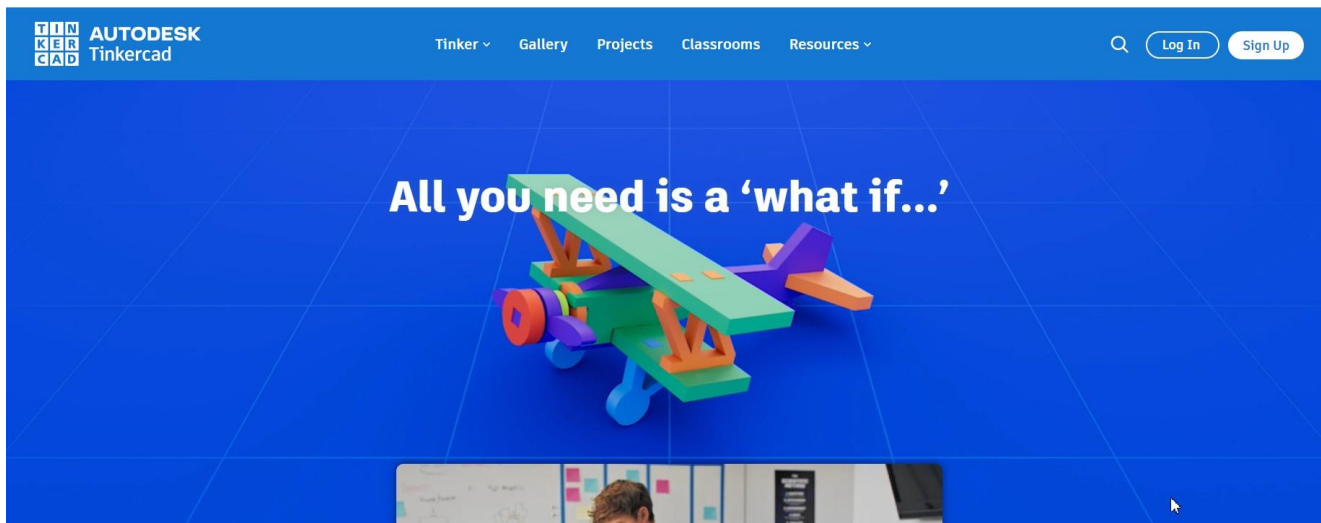 TIN
KER
CAD
AUTODESK
Tinkercad
Tinker
Gallery
Projects
Classrooms
Resources
Log In
Sign Up
All you need is a ‘what if...’